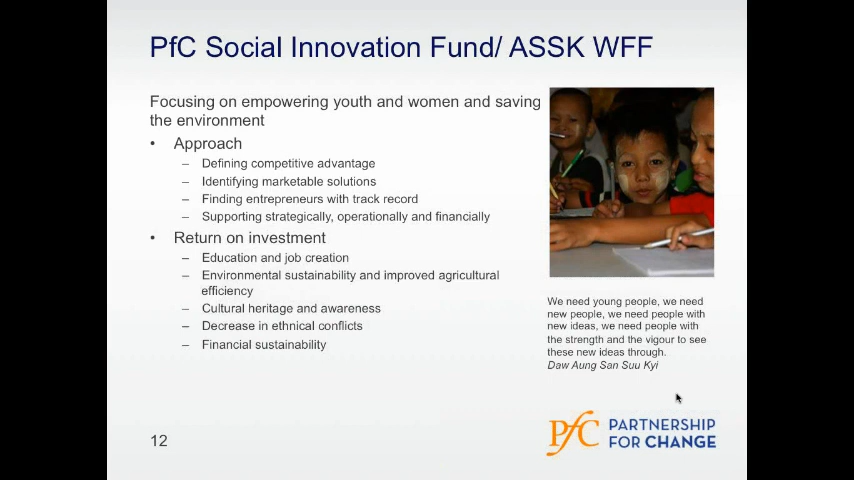 PfC Social Innovation Fund/ ASSK WFF
Focusing on empowering youth and women and saving
the environment
• Approach
– Defining competitive advantage
– Identifying marketable solutions
– Finding entrepreneurs with track record
– Supporting strategically, operationally and financially
• Return on investment
– Education and job creation
– Environmental sustainability and improved agricultural
efficiency
– Cultural heritage and awareness
– Decrease in ethnical conflicts
– Financial sustainability
We need young people, we need
new people, we need people with
new ideas, we need people with
the strength and the vigour to see
these new ideas through.
Daw Aung San Suu Kyi
12
PfC PARTNERSHIP
FOR CHANGE